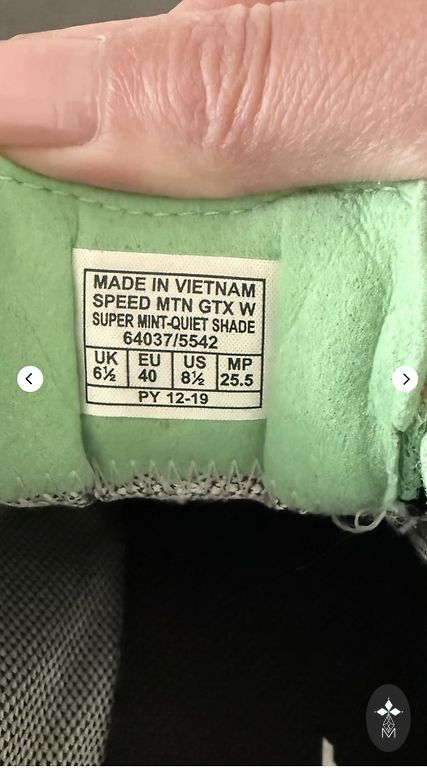 MADE IN VIETNAM
SPEED MTN GTX W
SUPER MINT-QUIET SHADE
64037/5542
UK EU US MP
6½ 40 8½ 25.5
PY 12-19
M